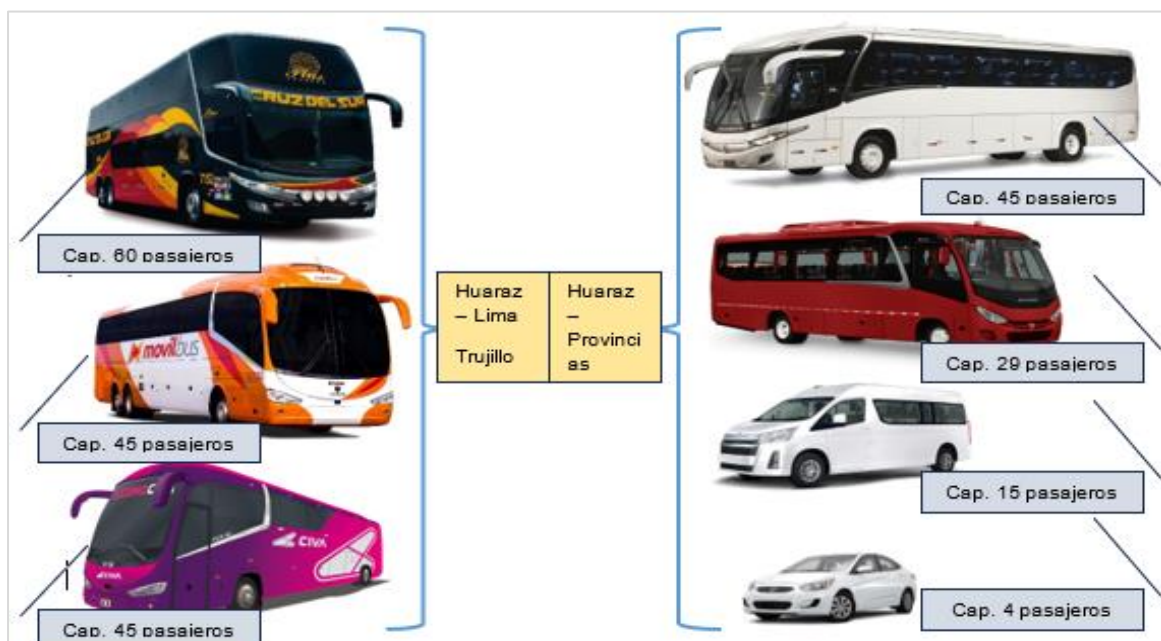 CRUZ DEL SUR
Cap. 60 pasajeros
movilbus
Cap. 45 pasajeros
CIVA
CIVA
Cap. 45 pasajeros
Huaraz
– Lima
Trujillo
Huaraz
–
Provinci
as
Cap. 45 pasajeros
Cap. 29 pasajeros
Cap. 15 pasajeros
Cap. 4 pasajeros